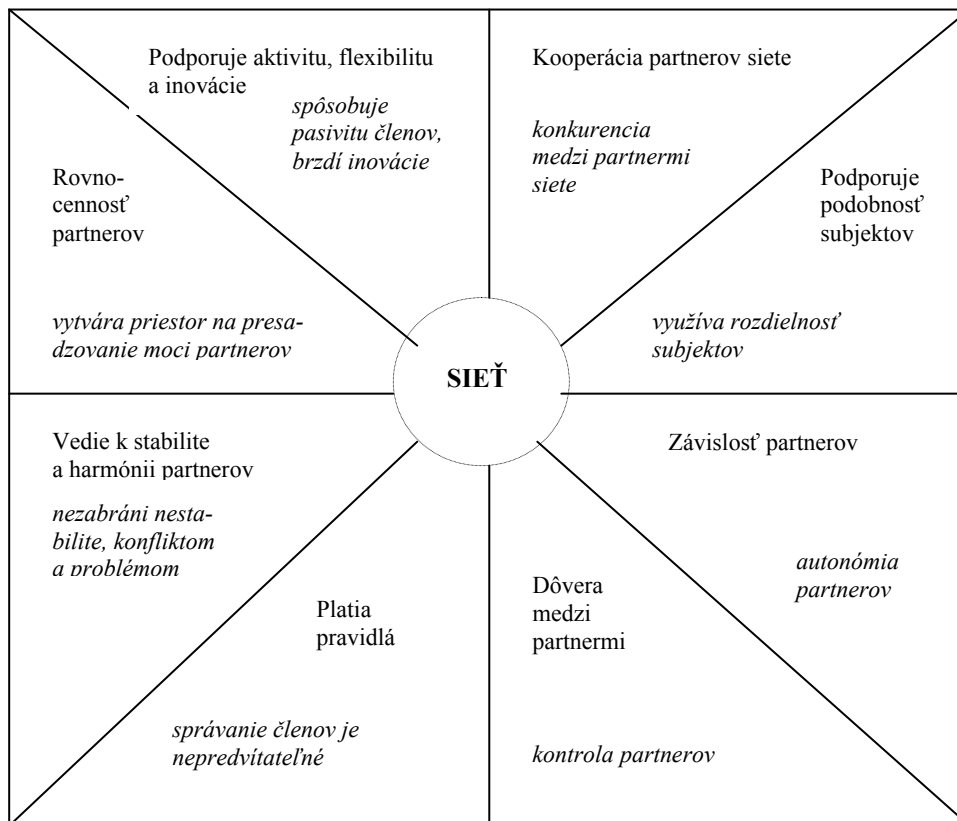 Podporuje aktivitu, flexibilitu
a inovácie
spôsobuje
pasivitu členov,
brzdí inovácie
Kooperácia partnerov siete
konkurencia
medzi partnermi
siete
Rovno-
cennosť
partnerov
vytvára priestor na presa-
dzovanie moci partnerov
Podporuje
podobnosť
subjektov
využíva rozdielnosť
subjektov
SIEŤ
Vedie k stabilite
a harmónii partnerov
nezabráni nesta-
bilite, konfliktom
a problémom
Platia
pravidlá
správanie členov je
nepredvítateľné
Dôvera
medzi
partnermi
kontrola partnerov
Závislosť partnerov
autonómia
partnerov